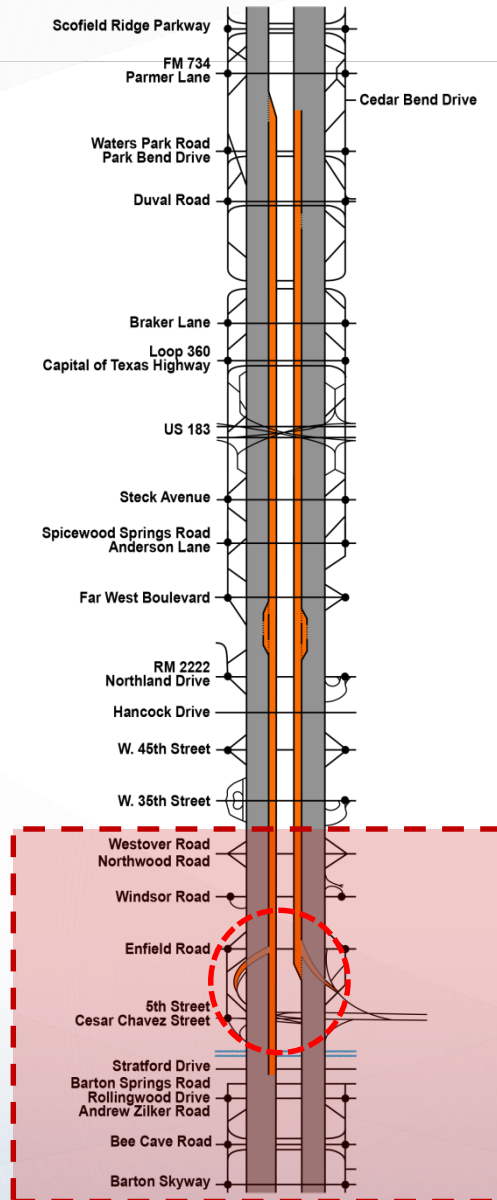 Scofield Ridge Parkway
FM 734
Parmer Lane
Cedar Bend Drive
Waters Park Road
Park Bend Drive
Duval Road
Braker Lane
Loop 360
Capital of Texas Highway
US 183
Steck Avenue
Spicewood Springs Road
Anderson Lane
Far West Boulevard
RM 2222
Northland Drive
Hancock Drive
W. 45th Street
W. 35th Street
Westover Road
Northwood Road
Windsor Road
Enfield Road
5th Street
Cesar Chavez Street
Stratford Drive
Barton Springs Road
Rollingwood Drive
Andrew Zilker Road
Bee Cave Road
Barton Skyway